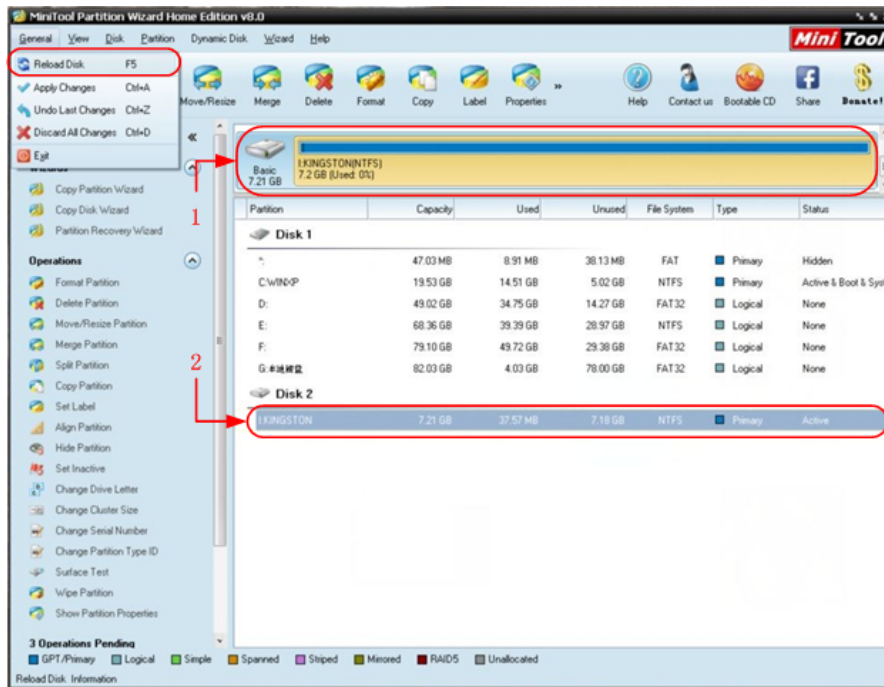 MiniTool Partition Wizard Home Edition v8.0
General View Disk Partition Dynamic Disk Wizard Help
Mini Tool
Reload Disk F5
Apply Changes Ctrl+A
Undo Last Changes Ctrl+Z
Discard All Changes Ctrl+D
Exit
Move/Resize Merge Delete Format Copy Label Properties » Help Contact us Bootable CD Share Donate!
«
Basic
7.21 GB
I:KINGSTON(NTFS)
7.2 GB (Used: 0%)
1
Wizards
Copy Partition Wizard
Copy Disk Wizard
Partition Recovery Wizard
Operations
Format Partition
Delete Partition
Move/Resize Partition
Merge Partition
Split Partition
Copy Partition
Set Label
Align Partition
Hide Partition
Set Inactive
Change Drive Letter
Change Cluster Size
Change Serial Number
Change Partition Type ID
Surface Test
Wipe Partition
Show Partition Properties
3 Operations Pending
2
Partition Capacity Used Unused File System Type Status
Disk 1
*: 47.03 MB 8.91 MB 38.13 MB FAT Primary Hidden
C:WINXP 19.53 GB 14.51 GB 5.02 GB NTFS Primary Active & Boot & Syst
D: 49.02 GB 34.75 GB 14.27 GB FAT32 Logical None
E: 68.36 GB 39.39 GB 28.97 GB NTFS Logical None
F: 79.10 GB 49.72 GB 29.38 GB FAT32 Logical None
G: 82.03 GB 4.03 GB 78.00 GB FAT32 Logical None
Disk 2
I:KINGSTON 7.21 GB 37.57 MB 7.18 GB NTFS Primary Active
GPT/Primary Logical Simple Spanned Striped Mirrored RAID5 Unallocated
Reload Disk Information